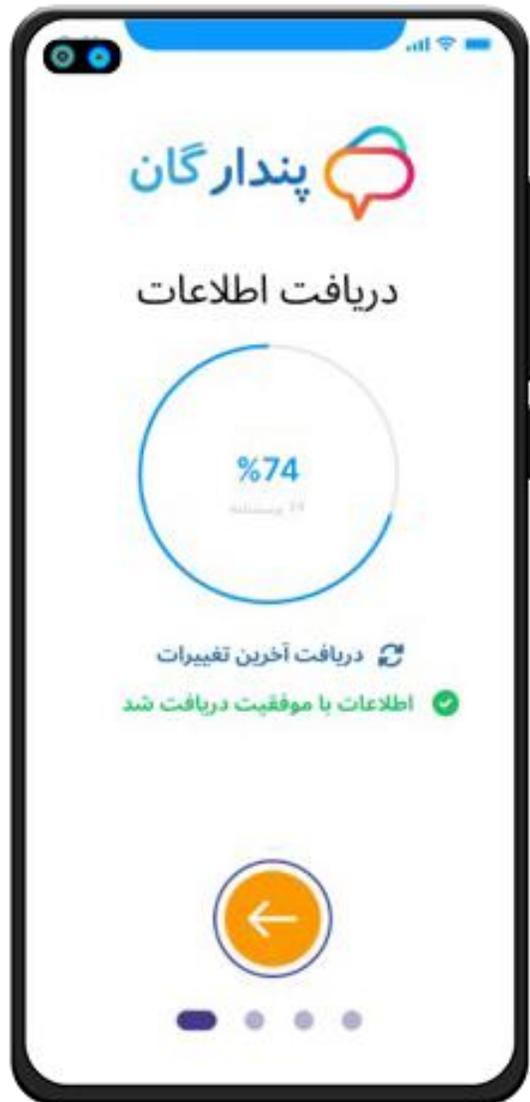 پندارگان
دریافت اطلاعات
%74
دریافت آخرین تغییرات
اطلاعات با موفقیت دریافت شد